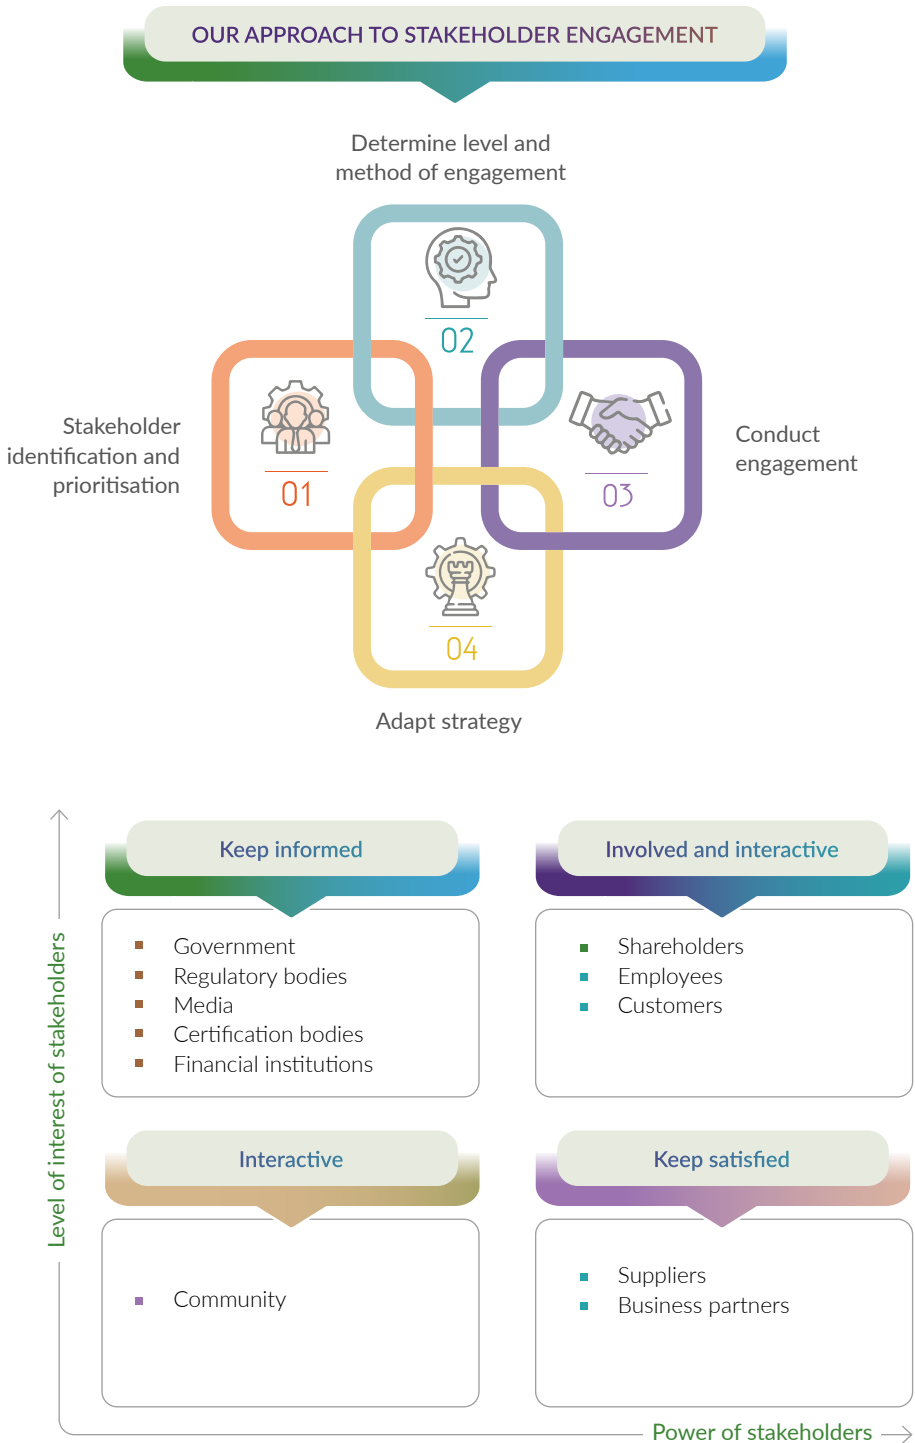 OUR APPROACH TO STAKEHOLDER ENGAGEMENT
Determine level and
method of engagement
02
Stakeholder
identification and
prioritisation
01
03
Conduct
engagement
04
Adapt strategy
Level of interest of stakeholders
Keep informed
Government
Regulatory bodies
Media
Certification bodies
Financial institutions
Involved and interactive
Shareholders
Employees
Customers
Interactive
Community
Keep satisfied
Suppliers
Business partners
Power of stakeholders